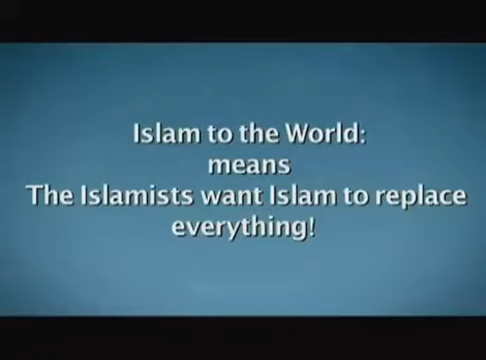 Islam to the World:
means
The Islamists want Islam to replace
everything!